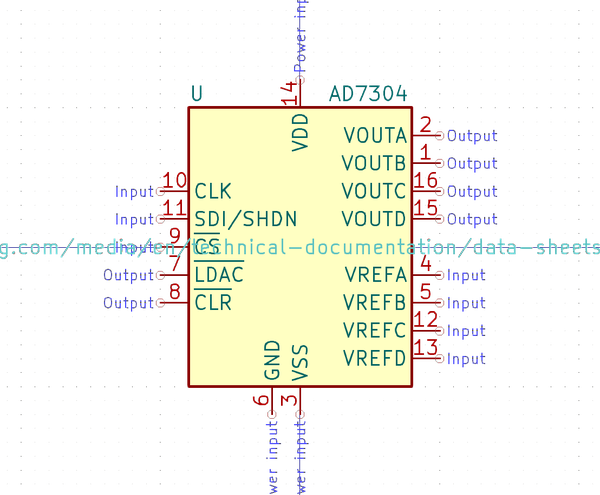 Power inp
14
U AD7304
VDD
VOUTA 2 Output
VOUTB 1 Output
Input 10 CLK VOUTC 16 Output
Input 11 SDI/SHDN VOUTD 15 Output
Input 9 CS
g.com/media/en/technical-documentation/data-sheets
Output 7 LDAC VREFA 4 Input
Output 8 CLR VREFB 5 Input
VREFC 12 Input
VREFD 13 Input
GND VSS
6 3
wer input wer input